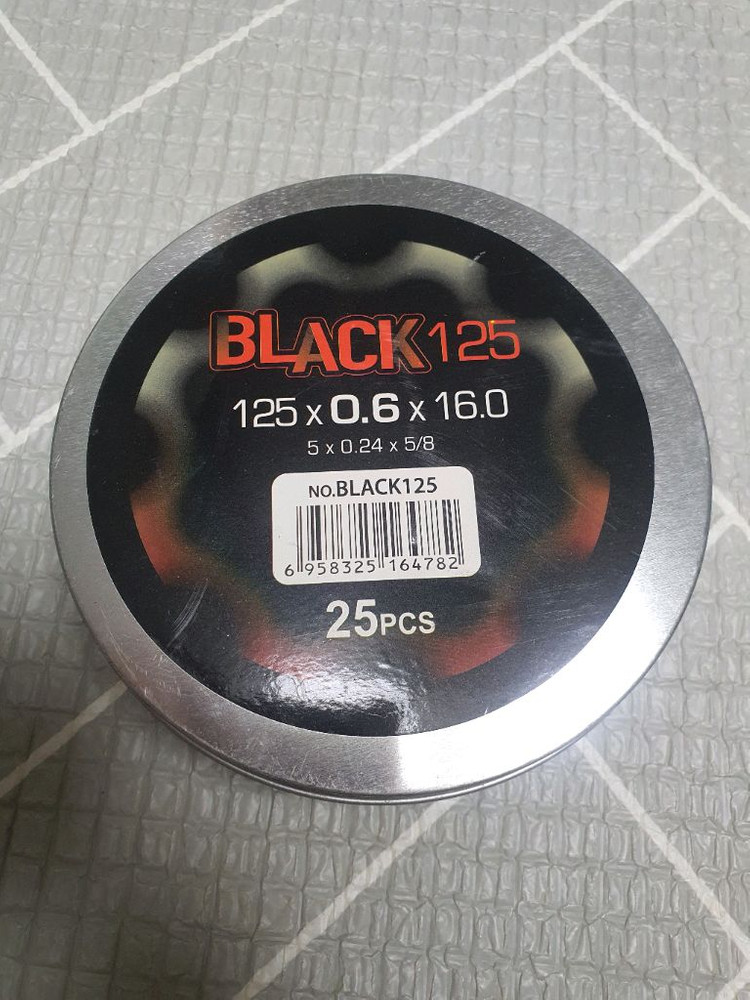 BLACK125
125 x 0.6 x 16.0
5 x 0.24 x 5/8
NO.BLACK125
6 958325 164782
25PCS